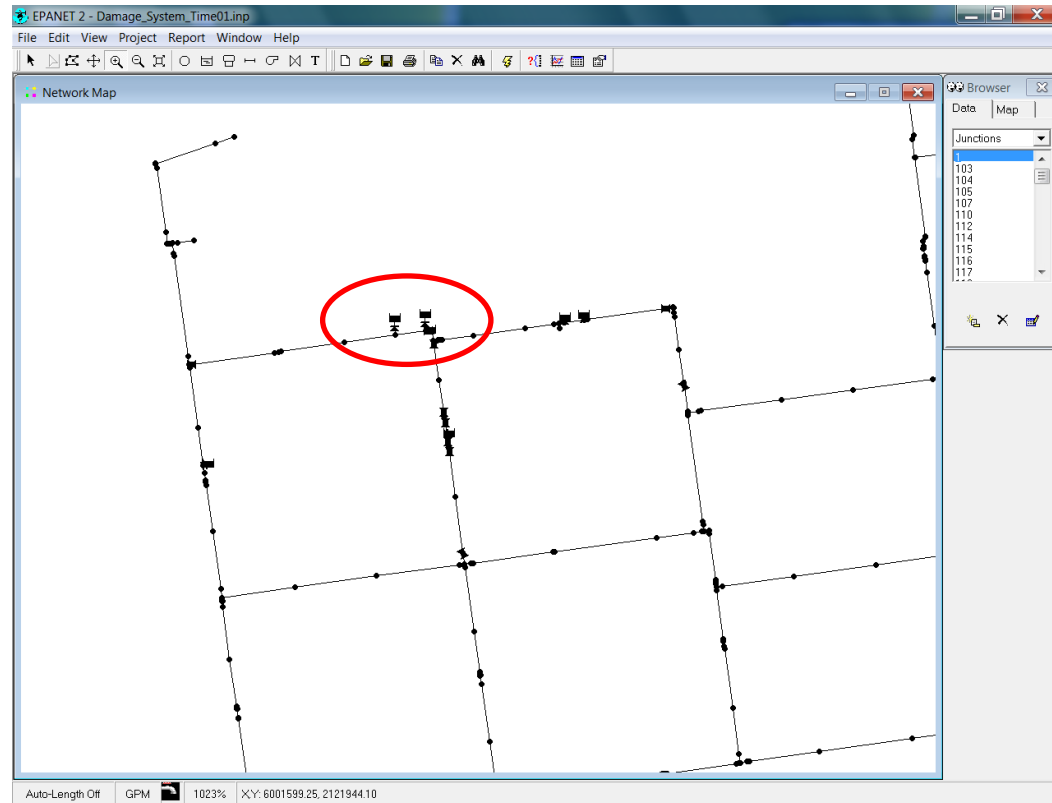 EPANET 2 - Damage_System_Time01.inp
File Edit View Project Report Window Help
T
Network Map
Browser
Data Map
Junctions
1
103
104
105
107
110
112
114
115
116
117
Auto-Length Off GPM 1023% X,Y: 6001599.25, 2121944.10